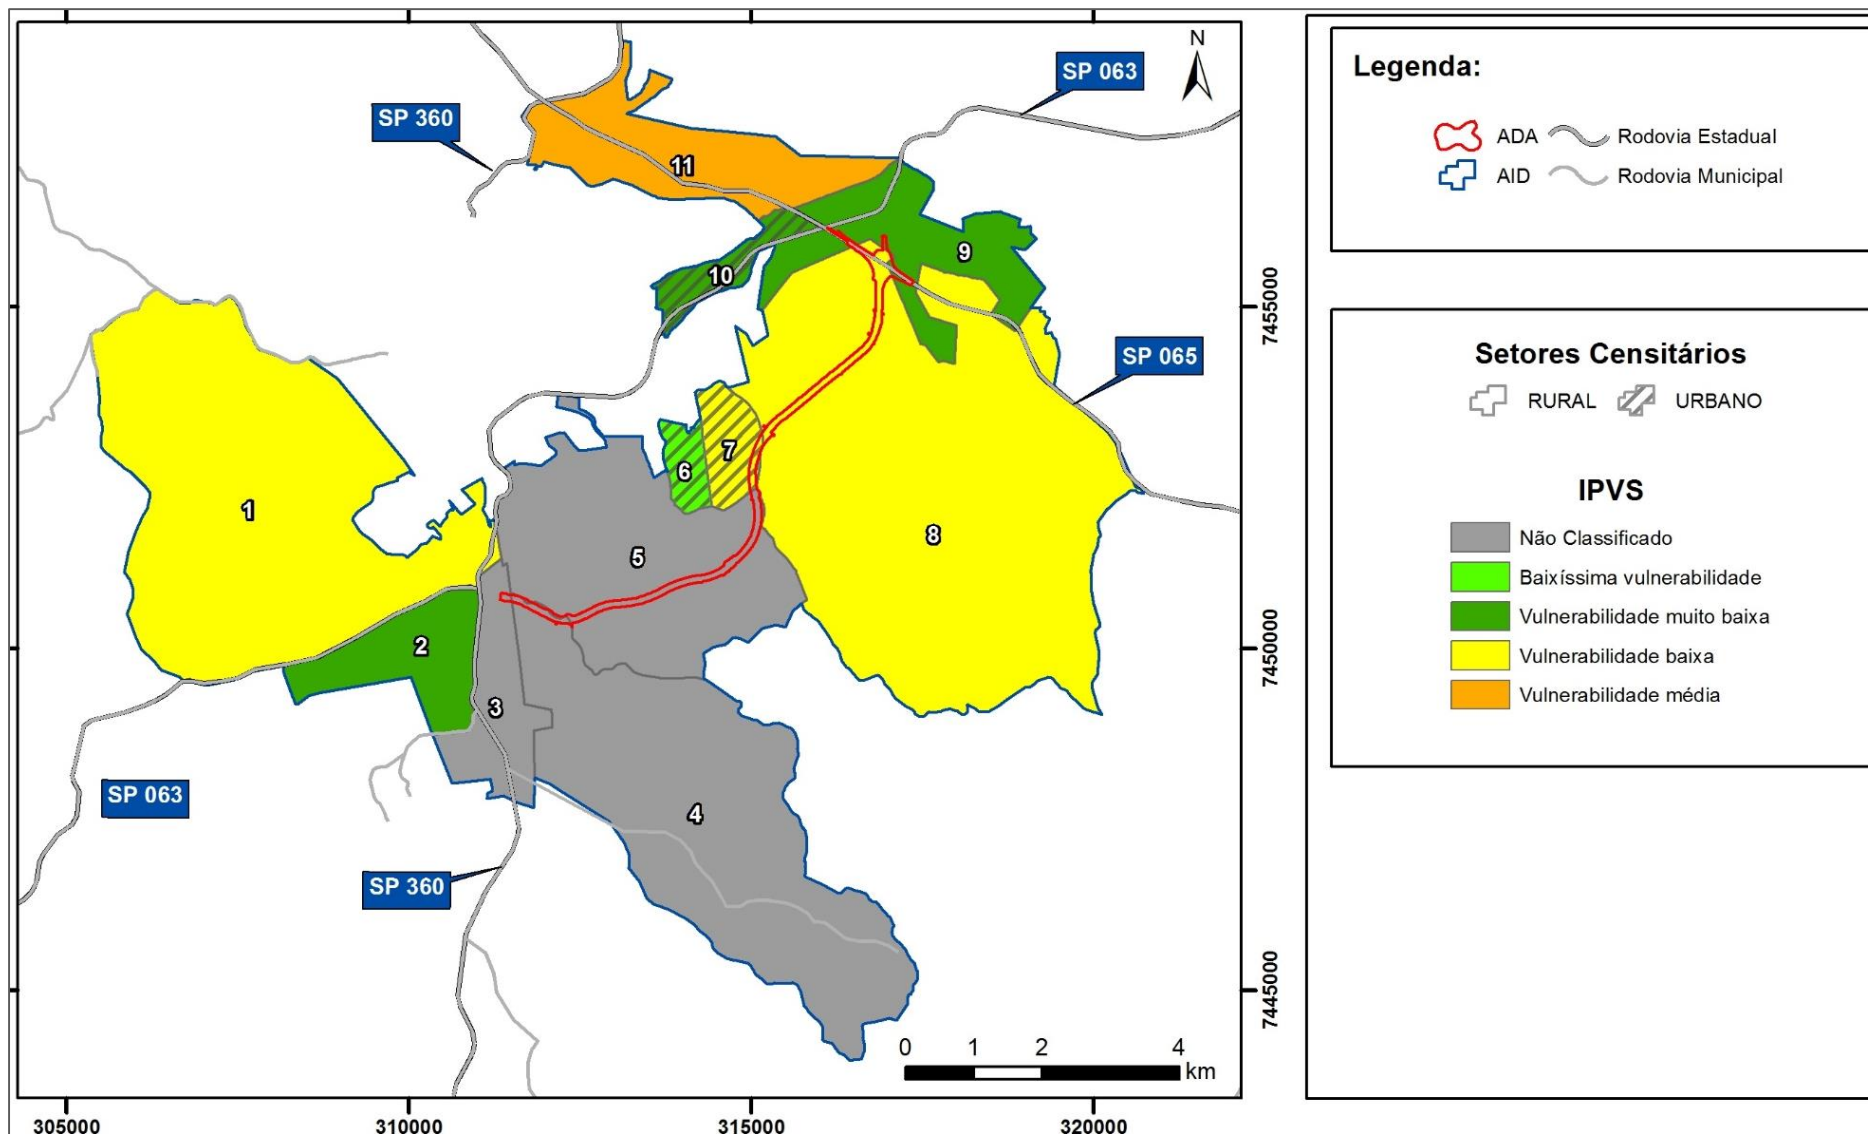 N
SP 063
SP 360
11
9
10
SP 065
7
6
1
8
5
2
3
SP 063
4
SP 360
0 1 2 4
km
7455000
7450000
7445000
305000 310000 315000 320000
Legenda:
ADA Rodovia Estadual
AID Rodovia Municipal
Setores Censitários
RURAL URBANO
IPVS
Não Classificado
Baixíssima vulnerabilidade
Vulnerabilidade muito baixa
Vulnerabilidade baixa
Vulnerabilidade média